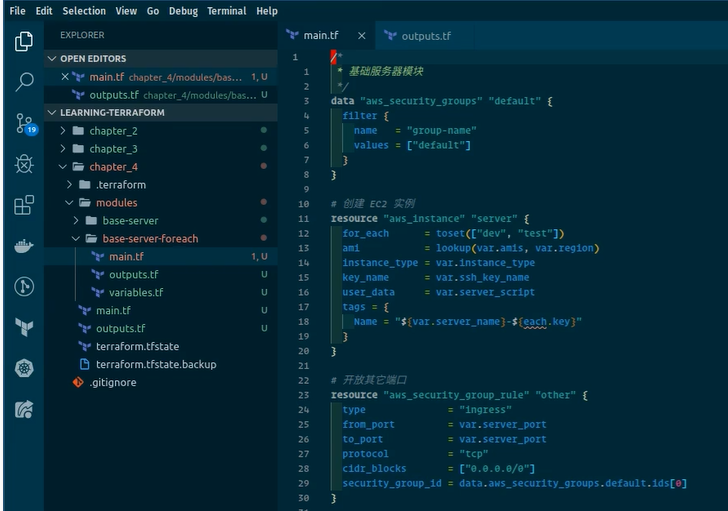 File Edit Selection View Go Debug Terminal Help
EXPLORER
OPEN EDITORS
main.tf chapter_4/modules/bas... 1, U
outputs.tf chapter_4/modules/ba... U
LEARNING-TERRAFORM
chapter_2
chapter_3
chapter_4
.terraform
modules
base-server
base-server-foreach
main.tf 1, U
outputs.tf U
variables.tf U
main.tf U
outputs.tf U
terraform.tfstate
terraform.tfstate.backup
.gitignore
19
main.tf outputs.tf
1 /*
1 * 基础服务器模块
2 */
3 data "aws_security_groups" "default" {
4 filter {
5 name = "group-name"
6 values = ["default"]
7 }
8 }
9
10 # 创建 EC2 实例
11 resource "aws_instance" "server" {
12 for_each = toset(["dev", "test"])
13 ami = lookup(var.amis, var.region)
14 instance_type = var.instance_type
15 key_name = var.ssh_key_name
16 user_data = var.server_script
17 tags = {
18 Name = "${var.server_name}-${each.key}"
19 }
20 }
21
22 # 开放其它端口
23 resource "aws_security_group_rule" "other" {
24 type = "ingress"
25 from_port = var.server_port
26 to_port = var.server_port
27 protocol = "tcp"
28 cidr_blocks = ["0.0.0.0/0"]
29 security_group_id = data.aws_security_groups.default.ids[0]
30 }